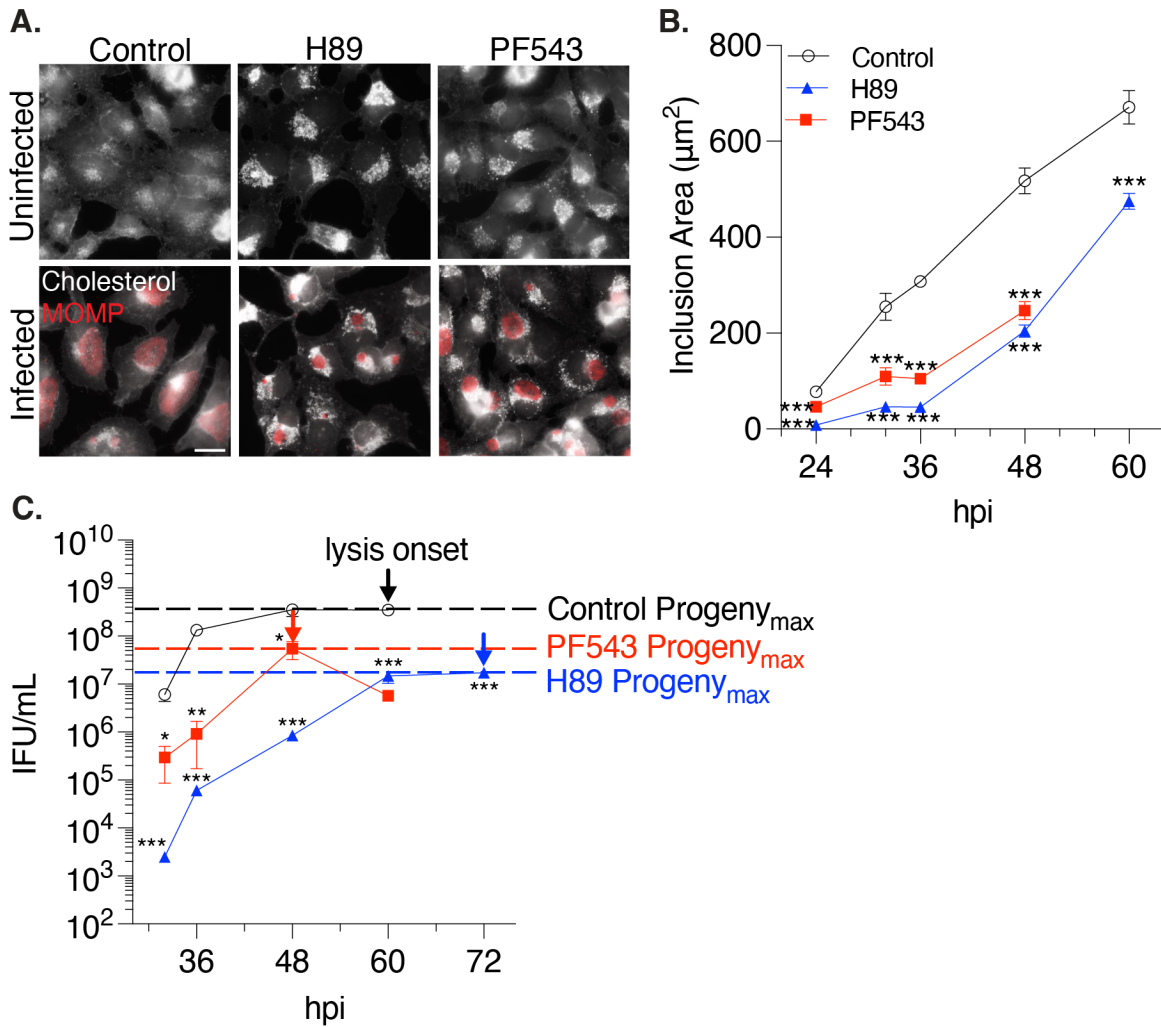 A.
Control H89 PF543
Uninfected
Infected
Cholesterol
MOMP
B.
Inclusion Area (µm²)
800
600
400
200
0
Control
H89
PF543
***
***
***
***
***
***
***
***
***
24 36 48 60
hpi
C.
IFU/mL
10¹⁰
10⁹
10⁸
10⁷
10⁶
10⁵
10⁴
10³
10²
lysis onset
Control Progenymax
PF543 Progenymax
H89 Progenymax
*
***
***
**
*
***
***
***
36 48 60 72
hpi